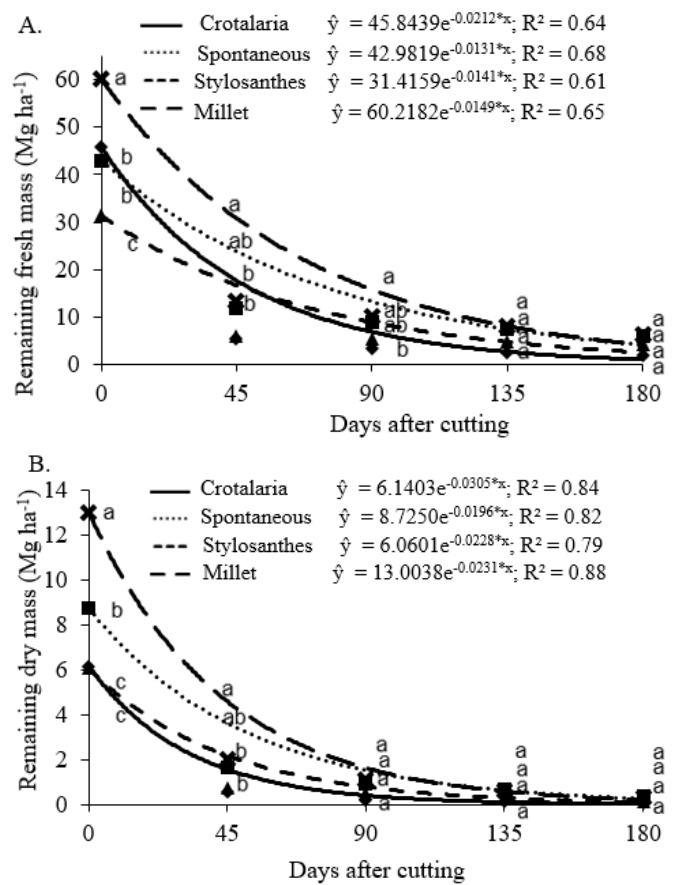 A.
Crotalaria ŷ = 45.8439e^-0.0212*x; R² = 0.64
Spontaneous ŷ = 42.9819e^-0.0131*x; R² = 0.68
Stylosanthes ŷ = 31.4159e^-0.0141*x; R² = 0.61
Millet ŷ = 60.2182e^-0.0149*x; R² = 0.65
Remaining fresh mass (Mg ha⁻¹)
60 a
50
b
40
b
30 a
c ab
20
b a
10 b ab a a
ab a a
b a a
0 a a
0 45 90 135 180
Days after cutting
B.
Crotalaria ŷ = 6.1403e^-0.0305*x; R² = 0.84
Spontaneous ŷ = 8.7250e^-0.0196*x; R² = 0.82
Stylosanthes ŷ = 6.0601e^-0.0228*x; R² = 0.79
Millet ŷ = 13.0038e^-0.0231*x; R² = 0.88
Remaining dry mass (Mg ha⁻¹)
14
a
12
10
b
8
6
c a
4 c ab
b a a a
2 a a a
b a a a
0 a a a
0 45 90 135 180
Days after cutting